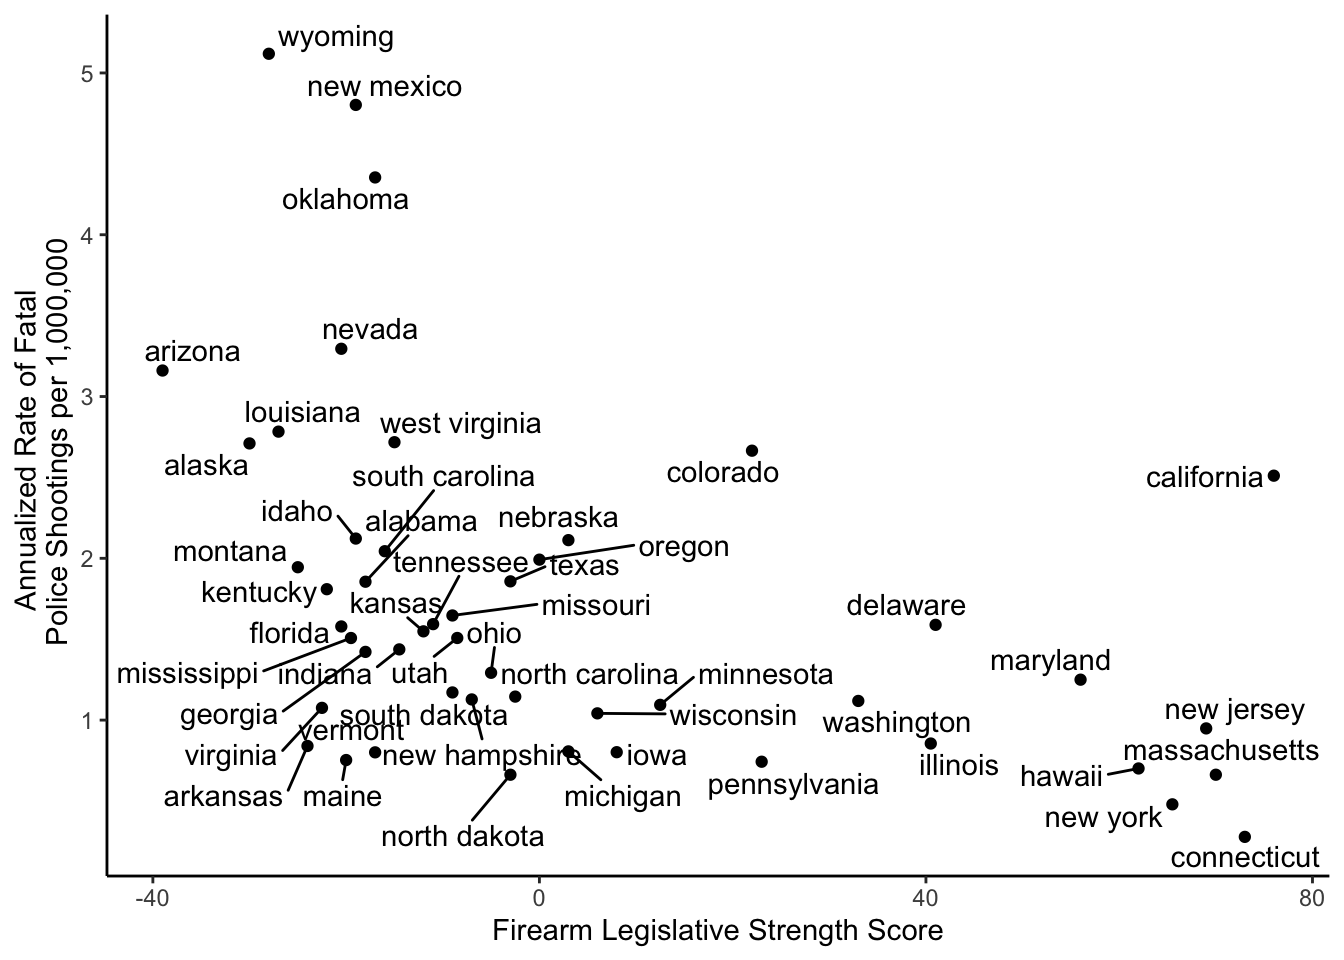 wyoming
5
new mexico
oklahoma
4
nevada
arizona
3
louisiana
west virginia
alaska
colorado
south carolina
california
idaho
alabama
nebraska
2
montana
oregon
tennessee
texas
kentucky
kansas
missouri
delaware
florida
ohio
maryland
mississippi
indiana
utah
north carolina
minnesota
georgia
south dakota
wisconsin
new jersey
1
washington
vermont
virginia
new hampshire
iowa
massachusetts
illinois
hawaii
pennsylvania
arkansas
maine
michigan
new york
north dakota
connecticut
-40
0
40
80
Firearm Legislative Strength Score
Annualized Rate of Fatal
Police Shootings per 1,000,000